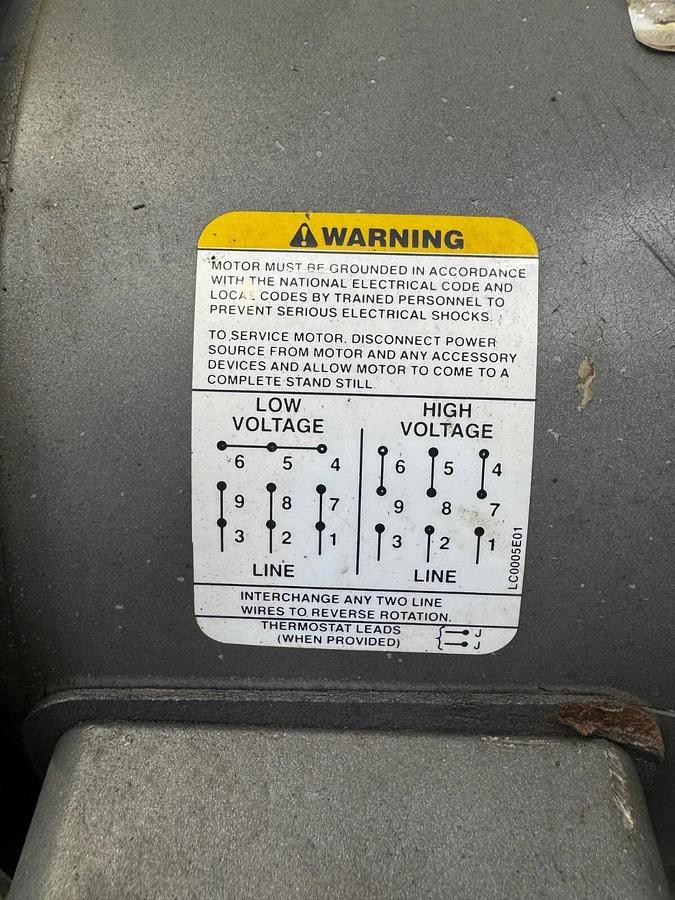 WARNING
MOTOR MUST BE GROUNDED IN ACCORDANCE
WITH THE NATIONAL ELECTRICAL CODE AND
LOCAL CODES BY TRAINED PERSONNEL TO
PREVENT SERIOUS ELECTRICAL SHOCKS.
TO SERVICE MOTOR, DISCONNECT POWER
SOURCE FROM MOTOR AND ANY ACCESSORY
DEVICES AND ALLOW MOTOR TO COME TO A
COMPLETE STAND STILL
LOW
VOLTAGE
6 5 4
9 8 7
3 2 1
LINE
HIGH
VOLTAGE
6 5 4
9 8 7
3 2 1
LINE
LC0005E01
INTERCHANGE ANY TWO LINE
WIRES TO REVERSE ROTATION.
THERMOSTAT LEADS
(WHEN PROVIDED)
J
J